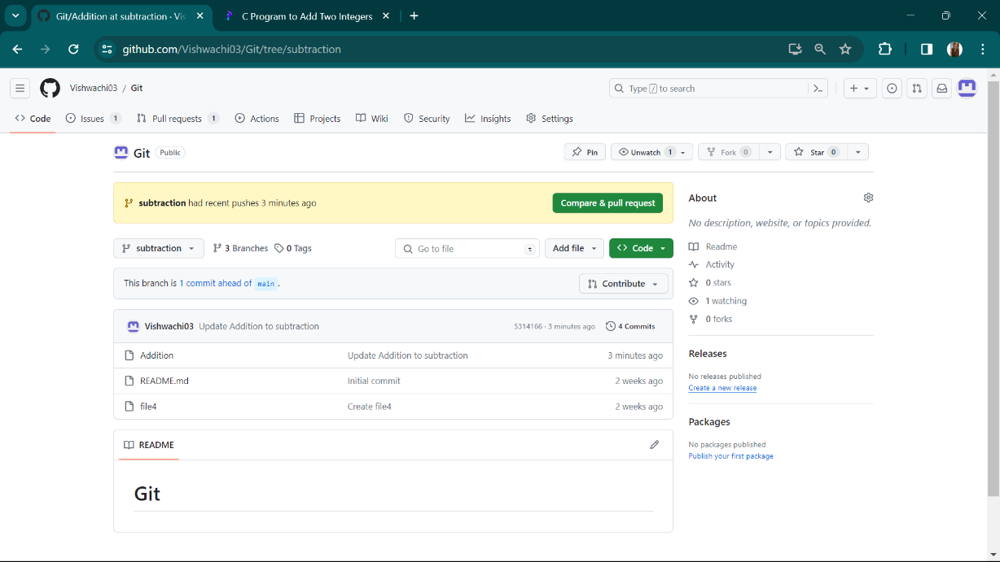 Git/Addition at subtraction · Vis
C Program to Add Two Integers
github.com/Vishwachi03/Git/tree/subtraction
Vishwachi03 / Git
Type / to search
Code
Issues 1
Pull requests 1
Actions
Projects
Wiki
Security
Insights
Settings
Git Public
Pin
Unwatch 1
Fork 0
Star 0
subtraction had recent pushes 3 minutes ago
Compare & pull request
subtraction
3 Branches
0 Tags
Go to file t
Add file
Code
This branch is 1 commit ahead of main .
Contribute
Vishwachi03 Update Addition to subtraction 5314166 · 3 minutes ago 4 Commits
Addition Update Addition to subtraction 3 minutes ago
README.md Initial commit 2 weeks ago
file4 Create file4 2 weeks ago
README
Git
About
No description, website, or topics provided.
Readme
Activity
0 stars
1 watching
0 forks
Releases
No releases published
Create a new release
Packages
No packages published
Publish your first package